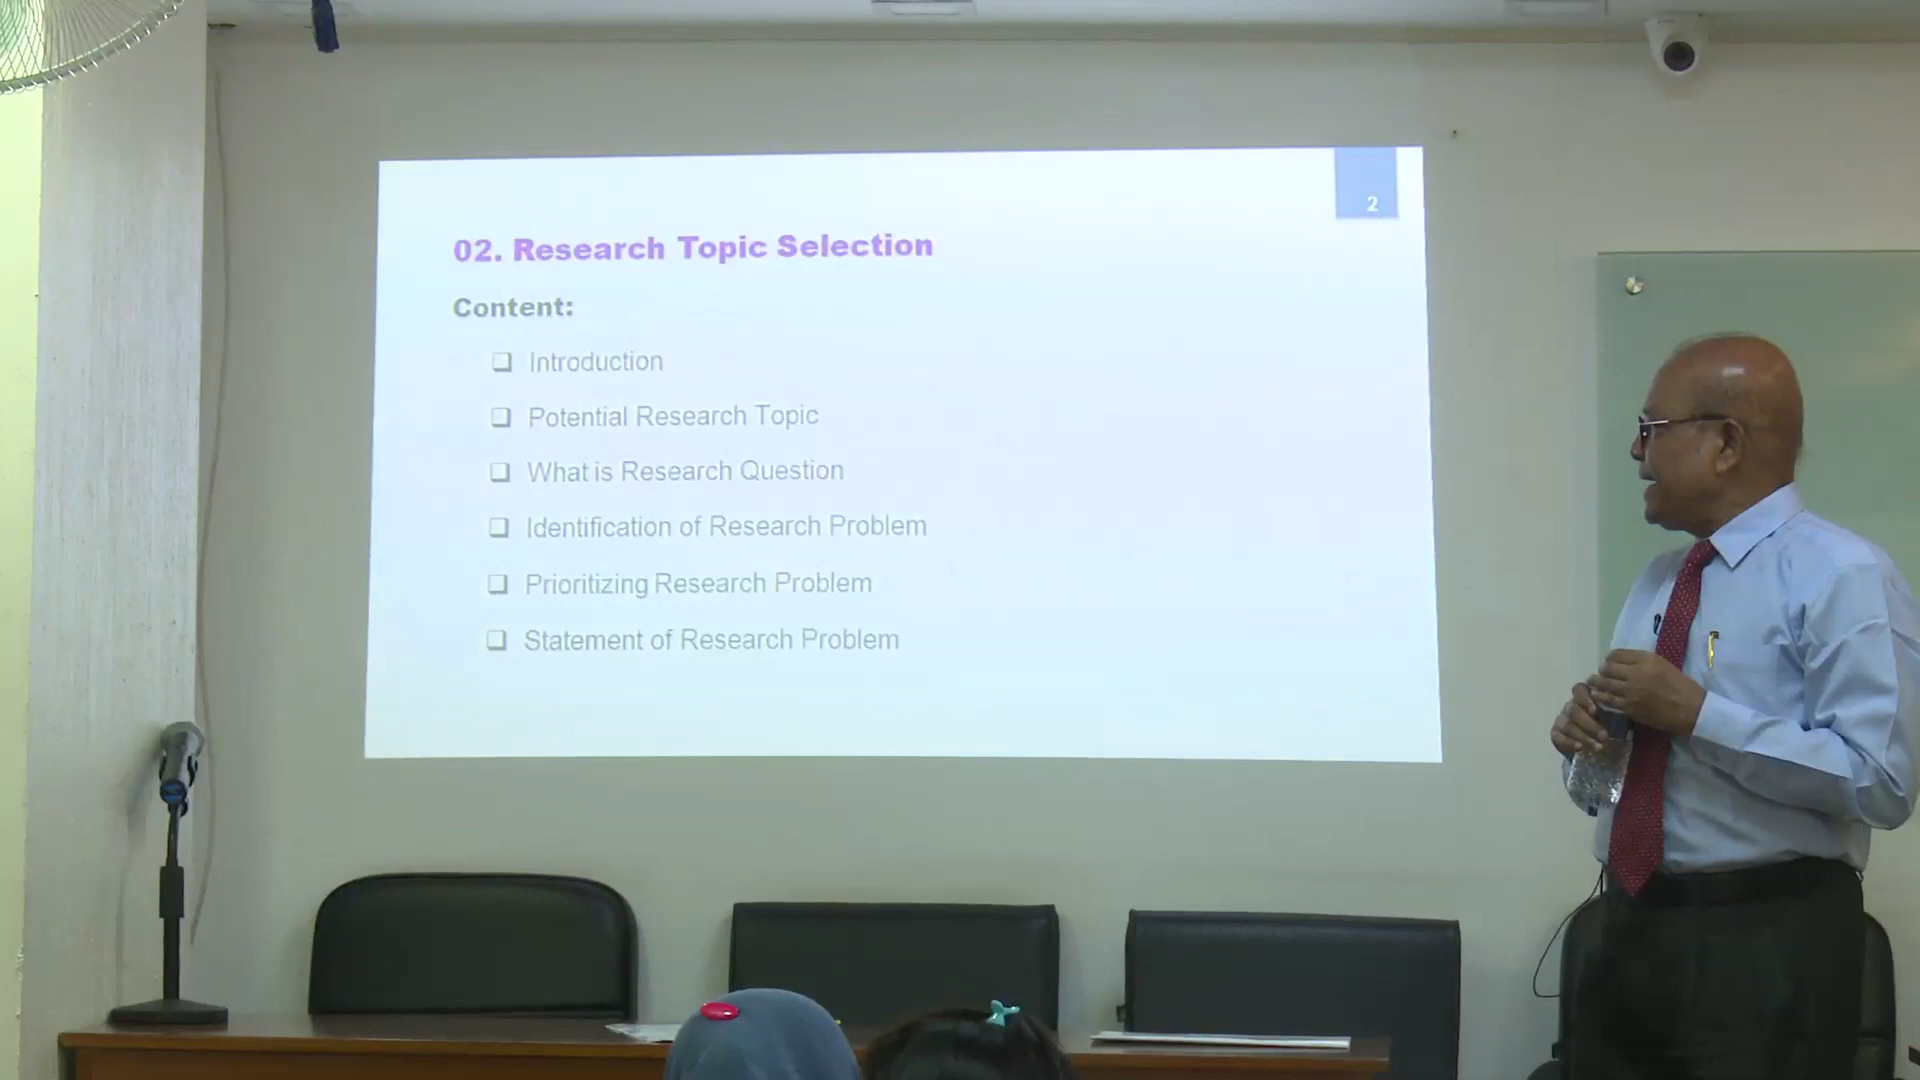 2
02. Research Topic Selection
Content:
❑ Introduction
❑ Potential Research Topic
❑ What is Research Question
❑ Identification of Research Problem
❑ Prioritizing Research Problem
❑ Statement of Research Problem